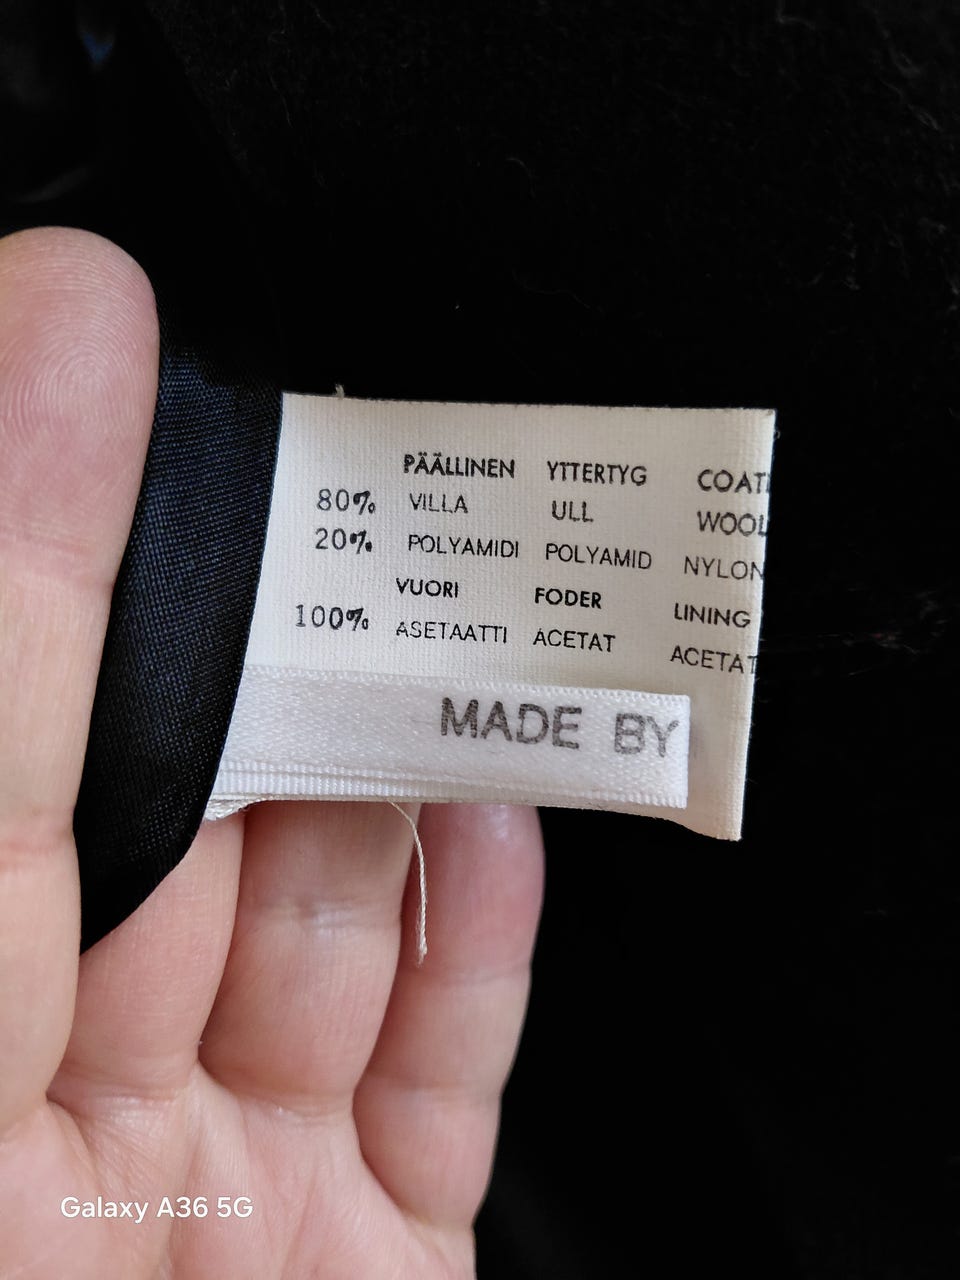 PÄÄLLINEN YTTERTYG COAT
80% VILLA ULL WOOL
20% POLYAMIDI POLYAMID NYLON
VUORI FODER LINING
100% ASETAATTI ACETAT ACETAT
MADE BY
Galaxy A36 5G